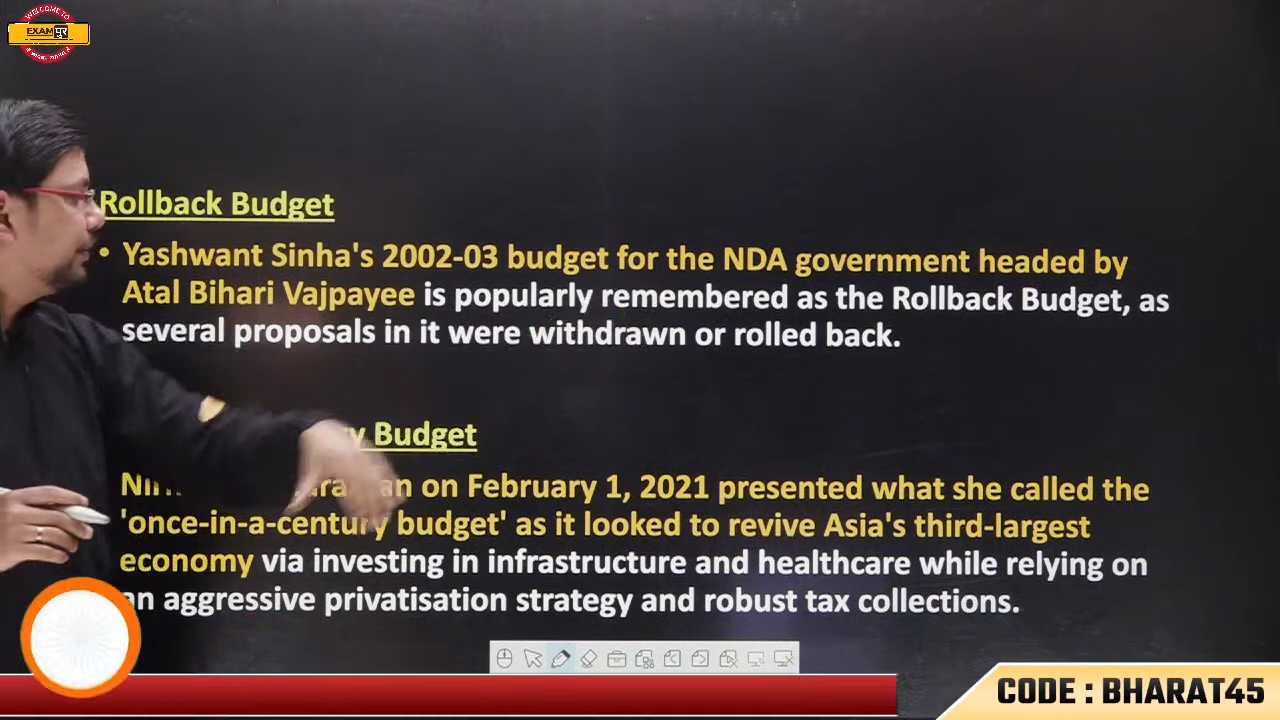 WELCOME TO
EXAM पुर
Rollback Budget
• Yashwant Sinha's 2002-03 budget for the NDA government headed by
Atal Bihari Vajpayee is popularly remembered as the Rollback Budget, as
several proposals in it were withdrawn or rolled back.
Budget
on February 1, 2021 presented what she called the
'once-in-a-century budget' as it looked to revive Asia's third-largest
economy via investing in infrastructure and healthcare while relying on
an aggressive privatisation strategy and robust tax collections.
CODE : BHARAT45